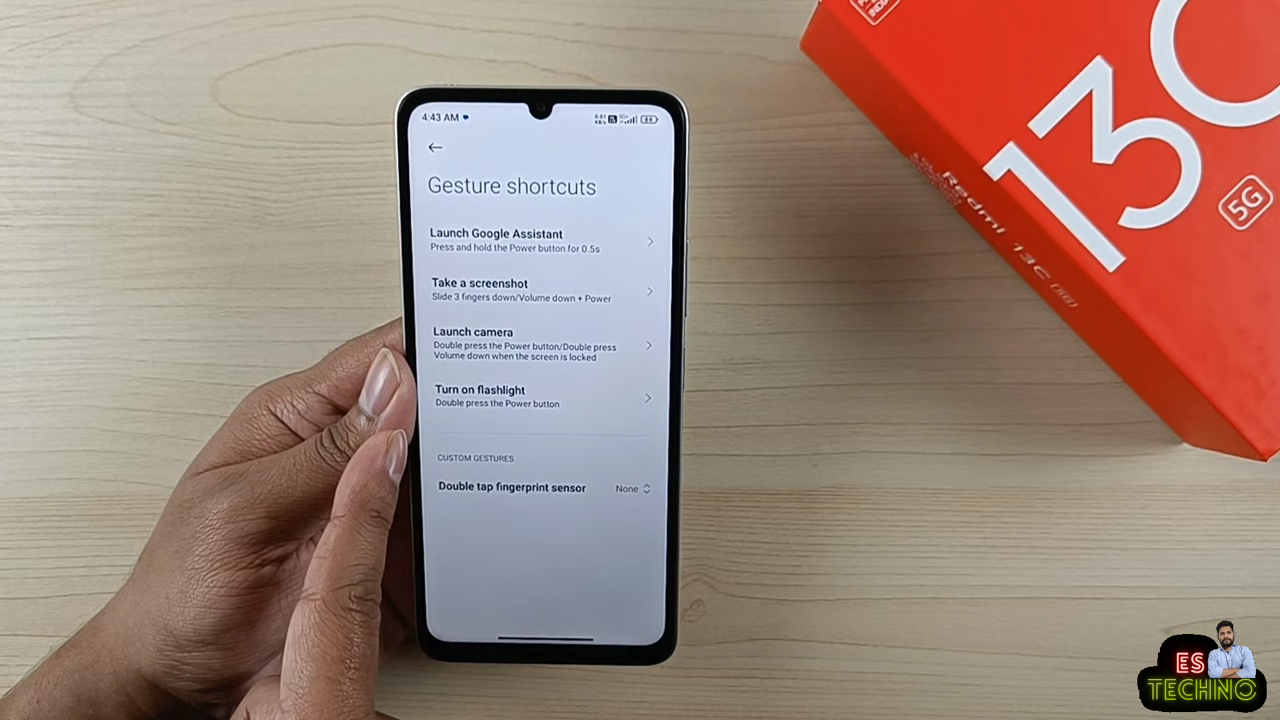 4:43 AM
84
Gesture shortcuts
Launch Google Assistant
Press and hold the Power button for 0.5s
Take a screenshot
Slide 3 fingers down/Volume down + Power
Launch camera
Double press the Power button/Double press
Volume down when the screen is locked
Turn on flashlight
Double press the Power button
CUSTOM GESTURES
Double tap fingerprint sensor
None
13C
5G
Redmi 13C 5G
ES
TECHNO